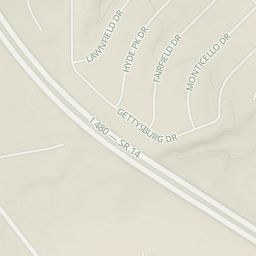 LAWNFIELD DR
HYDE PK DR
FAIRFIELD DR
MONTICELLO DR
GETTYSBURG DR
I 480 — SR 14